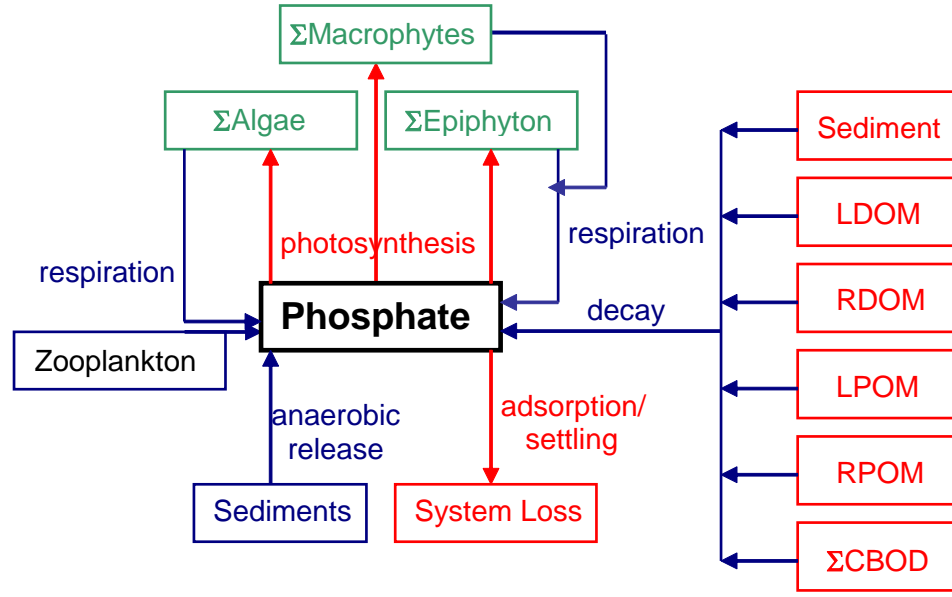 ΣMacrophytes
ΣAlgae
ΣEpiphyton
Sediment
LDOM
photosynthesis
respiration
respiration
RDOM
Phosphate
decay
Zooplankton
LPOM
anaerobic
release
adsorption/
settling
RPOM
Sediments
System Loss
ΣCBOD